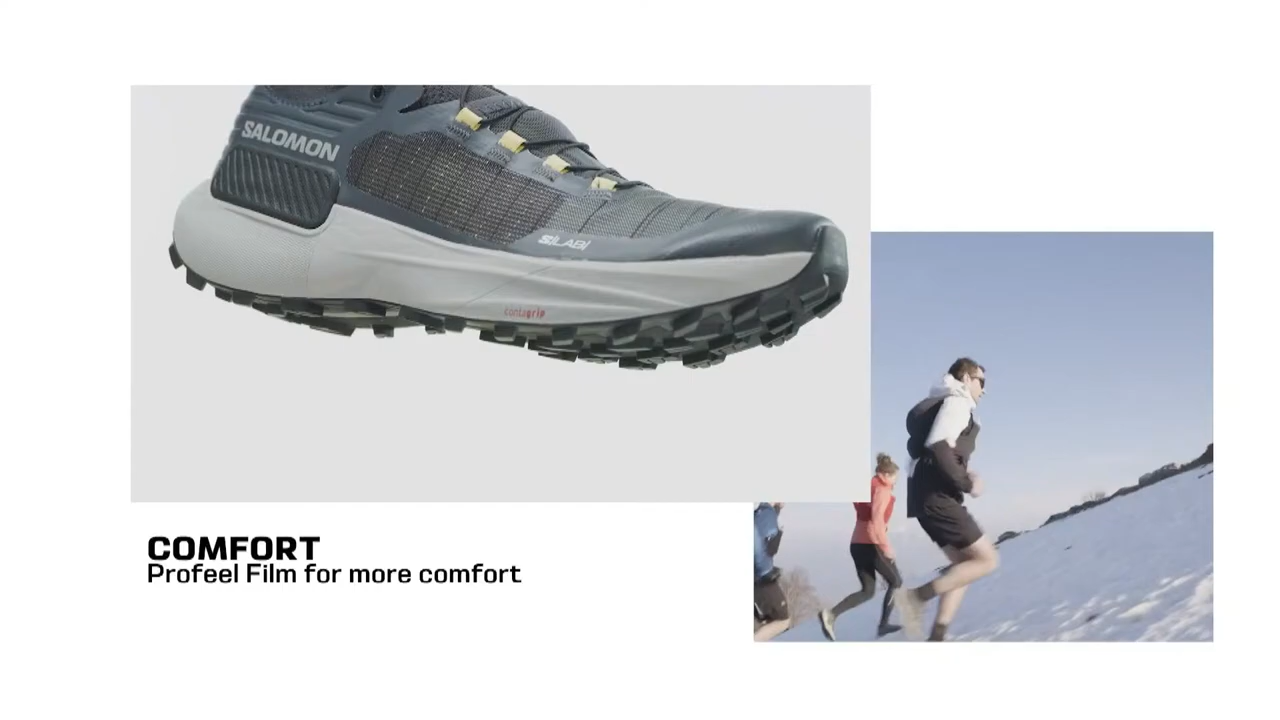 SALOMON
S/LAB/
contagrip
COMFORT
Profeel Film for more comfort